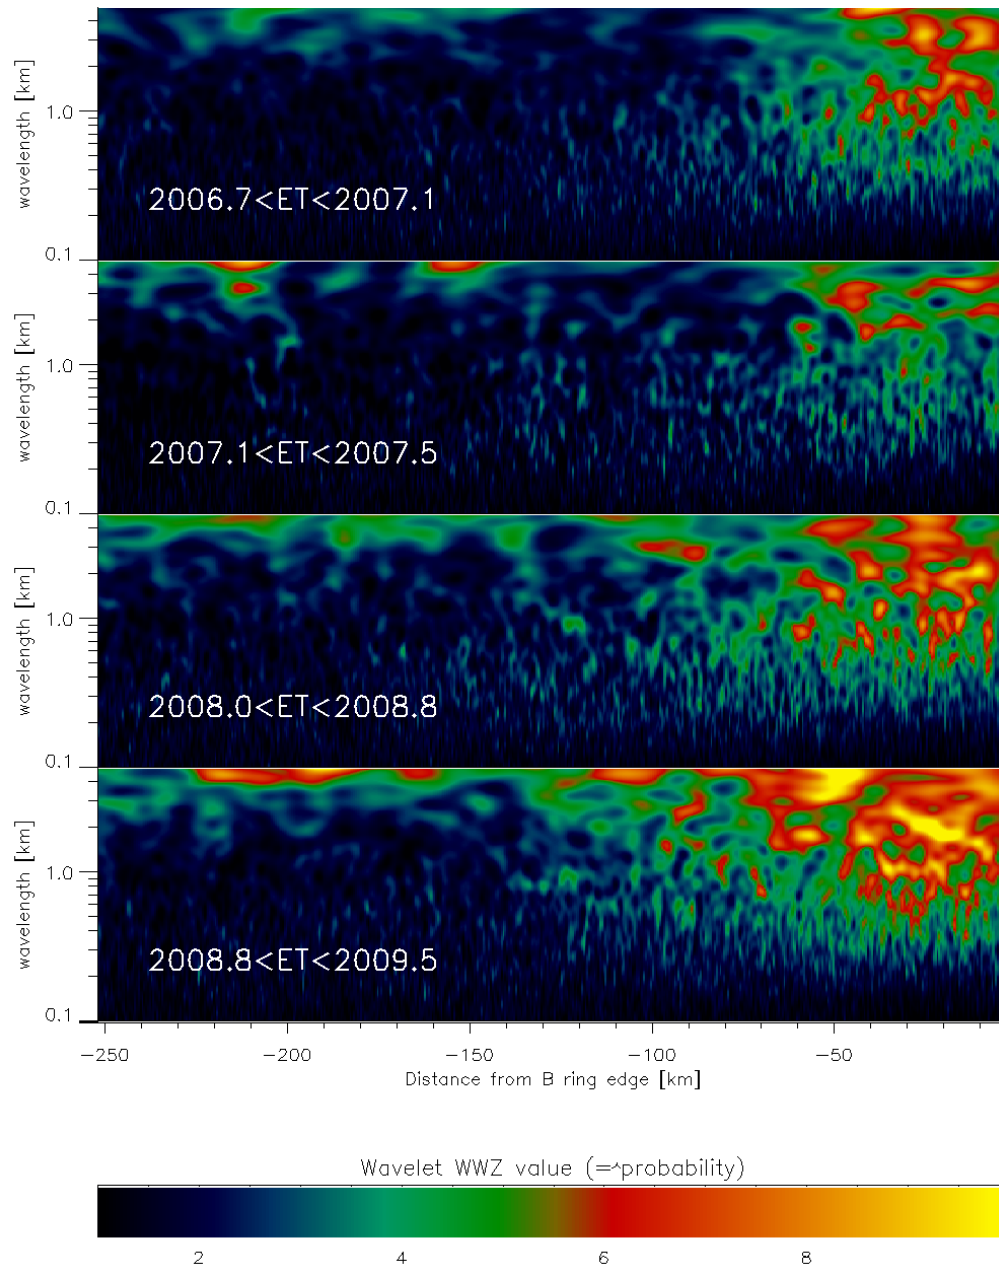 wavelength [km]
1.0
0.1
2006.7<ET<2007.1
wavelength [km]
1.0
0.1
2007.1<ET<2007.5
wavelength [km]
1.0
0.1
2008.0<ET<2008.8
wavelength [km]
1.0
0.1
2008.8<ET<2009.5
−250 −200 −150 −100 −50
Distance from B ring edge [km]
Wavelet WWZ value (=~probability)
2 4 6 8